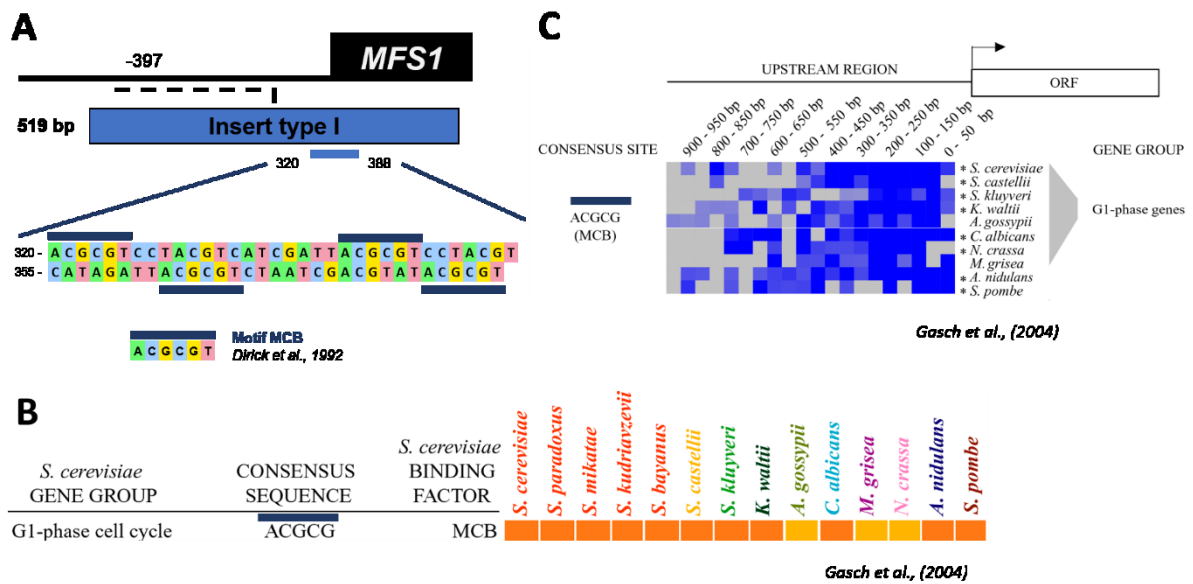 A
-397
MFS1
519 bp
Insert type I
320
388
320 - ACGCGTCCTACGTCATCGATTACGCGTCCTACGT
355 - CATAGATTACGCGTCTAATCGACGTATACGCGT
Motif MCB
ACGCGT
Dirick et al., 1992
C
UPSTREAM REGION
ORF
900 - 950 bp
800 - 850 bp
700 - 750 bp
600 - 650 bp
500 - 550 bp
400 - 450 bp
300 - 350 bp
200 - 250 bp
100 - 150 bp
0 - 50 bp
CONSENSUS SITE
GENE GROUP
ACGCG
(MCB)
* S. cerevisiae
* S. castellii
* S. kluyveri
* K. waltii
A. gossypii
* C. albicans
* N. crassa
M. grisea
* A. nidulans
* S. pombe
G1-phase genes
Gasch et al., (2004)
B
S. cerevisiae
GENE GROUP
CONSENSUS
SEQUENCE
S. cerevisiae
BINDING
FACTOR
S. cerevisiae
S. paradoxus
S. mikatae
S. kudriavzevii
S. bayanus
S. castellii
S. kluyveri
K. waltii
A. gossypii
C. albicans
M. grisea
N. crassa
A. nidulans
S. pombe
G1-phase cell cycle
ACGCG
MCB
Gasch et al., (2004)